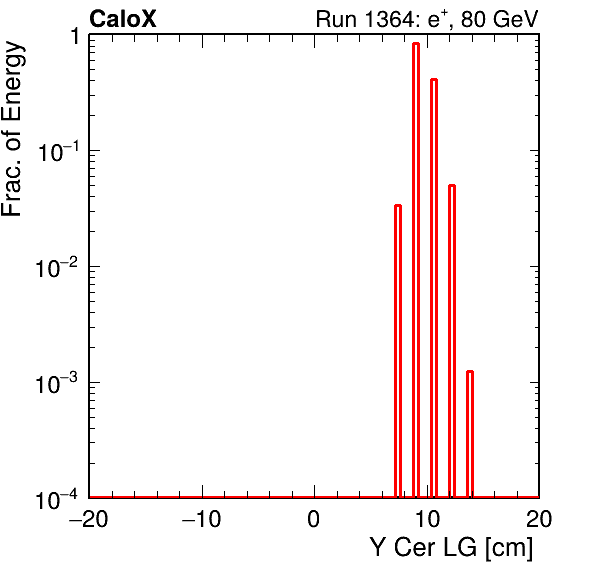 CaloX Run 1364: e⁺, 80 GeV
Frac. of Energy
1
10⁻¹
10⁻²
10⁻³
10⁻⁴
−20 −10 0 10 20
Y Cer LG [cm]